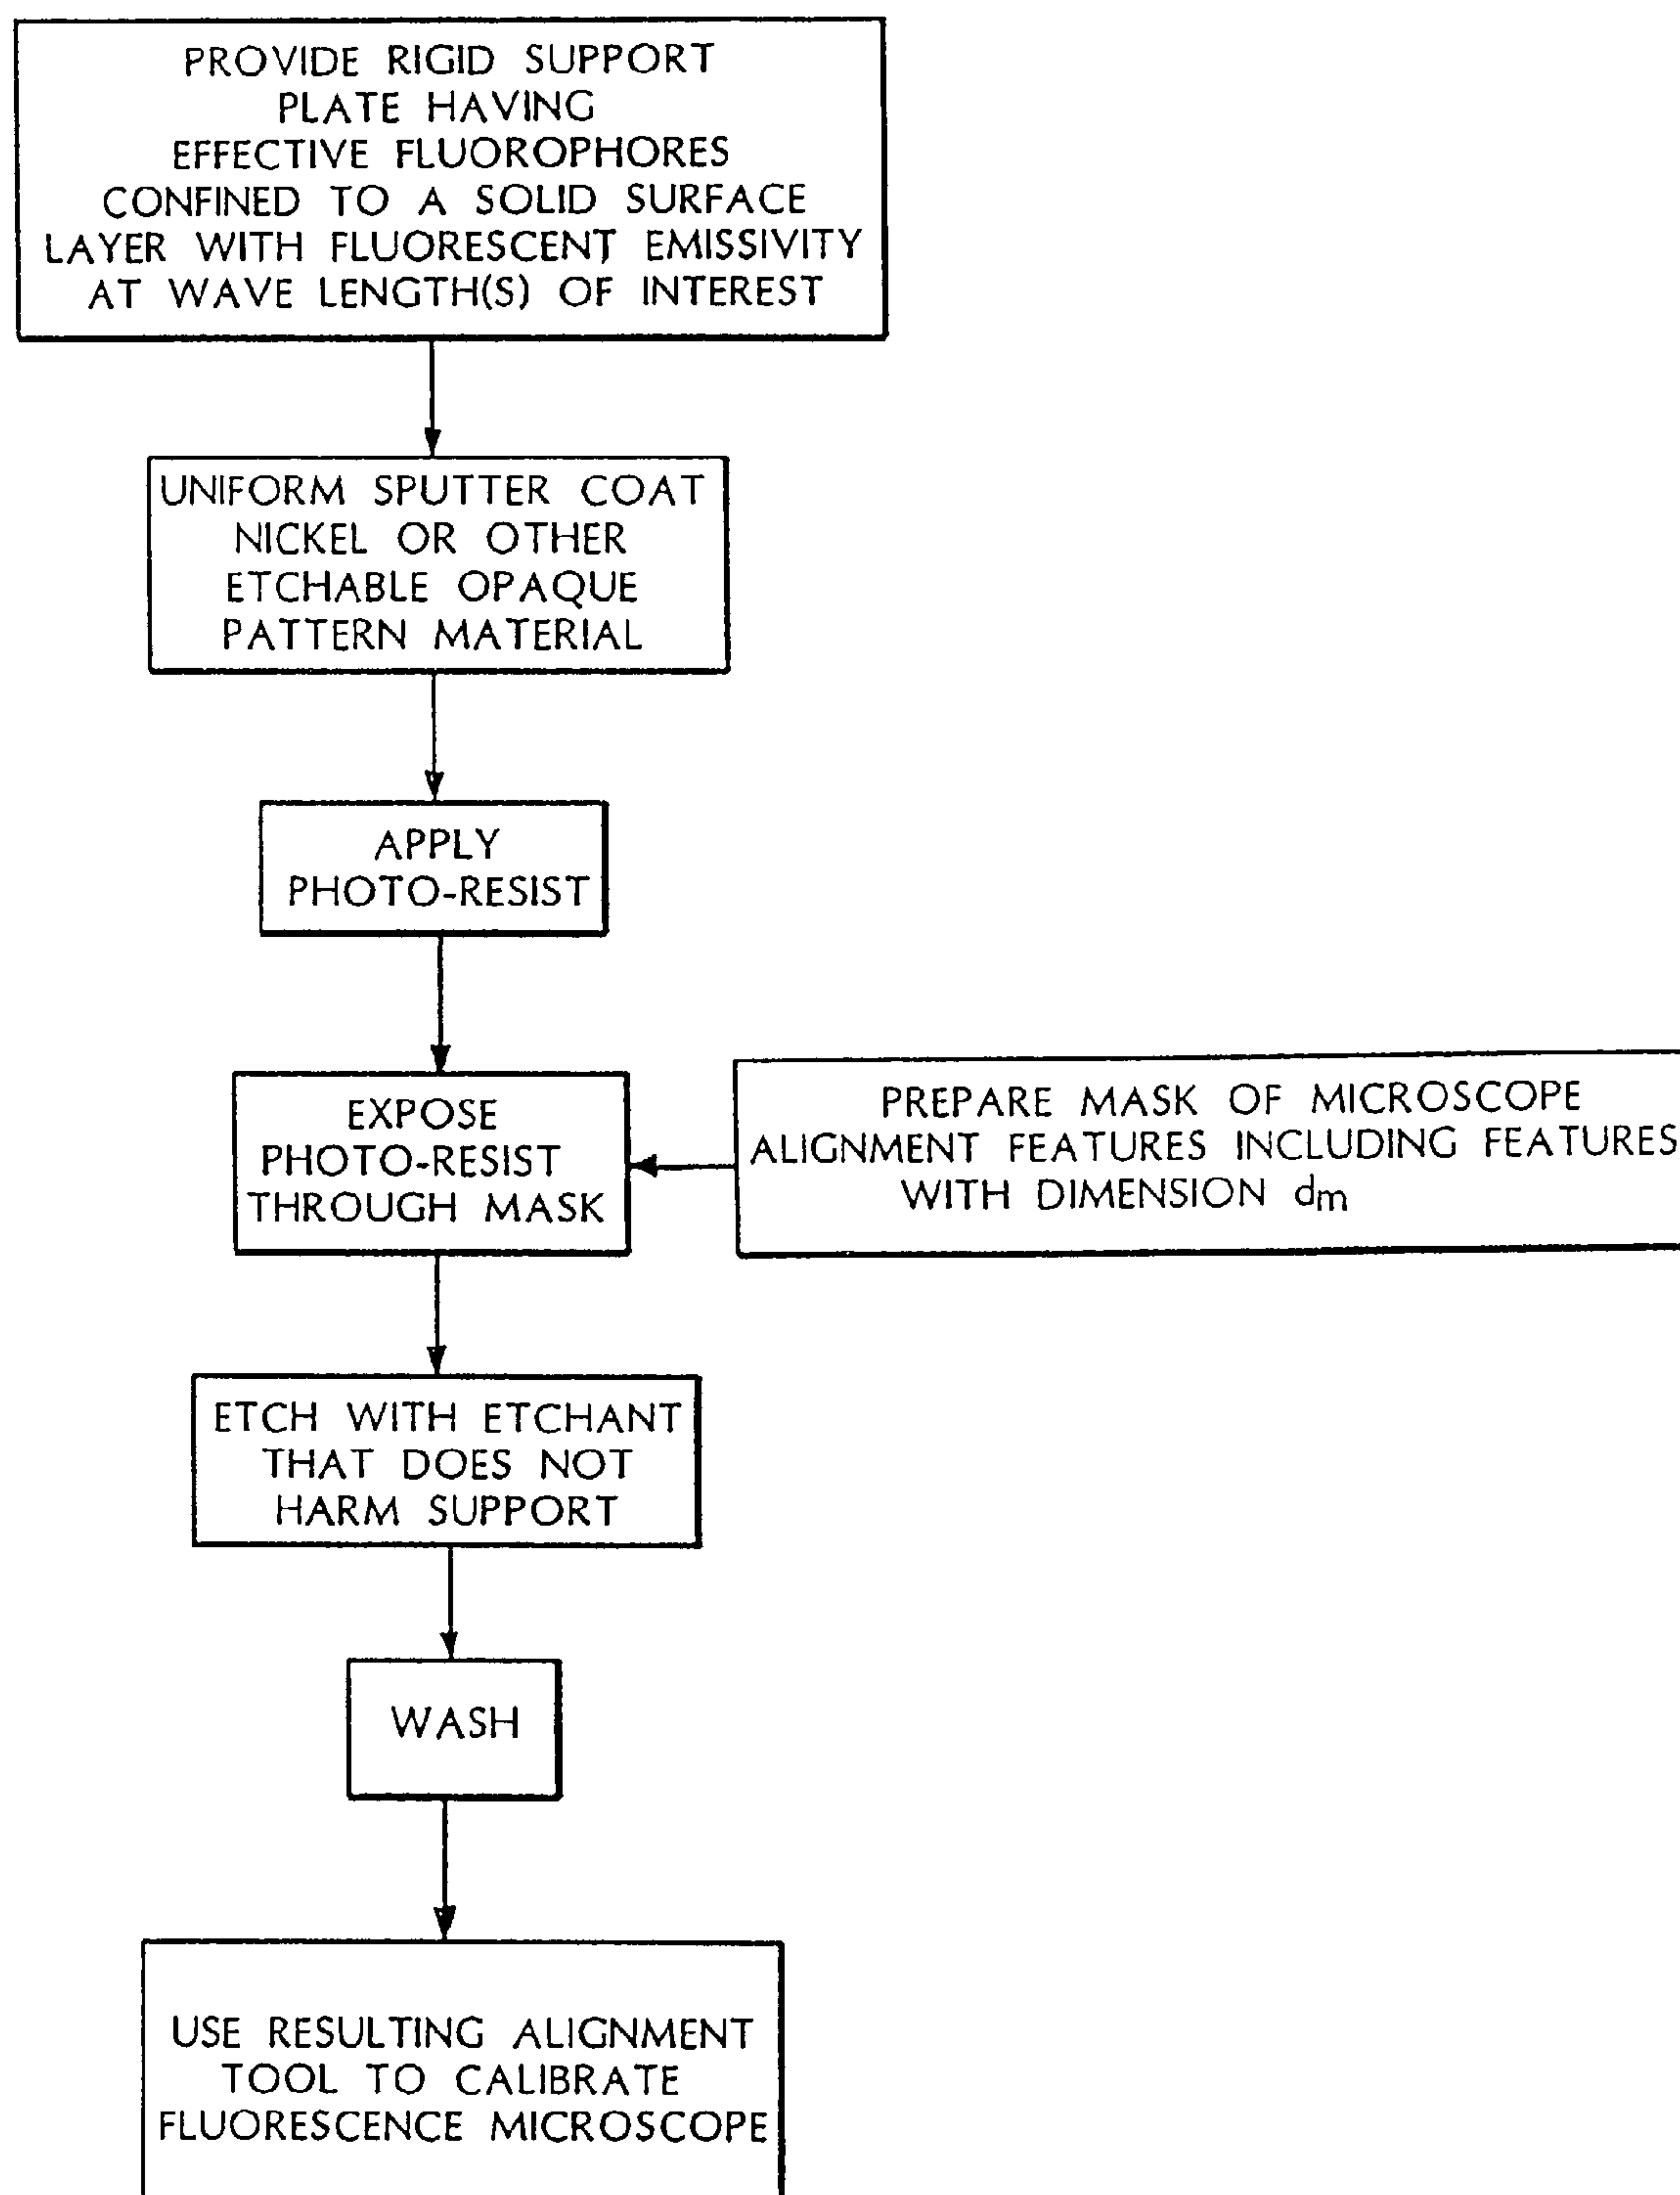 PROVIDE RIGID SUPPORT
PLATE HAVING
EFFECTIVE FLUOROPHORES
CONFINED TO A SOLID SURFACE
LAYER WITH FLUORESCENT EMISSIVITY
AT WAVE LENGTH(S) OF INTEREST
UNIFORM SPUTTER COAT
NICKEL OR OTHER
ETCHABLE OPAQUE
PATTERN MATERIAL
APPLY
PHOTO-RESIST
EXPOSE
PHOTO-RESIST
THROUGH MASK
PREPARE MASK OF MICROSCOPE
ALIGNMENT FEATURES INCLUDING FEATURES
WITH DIMENSION dm
ETCH WITH ETCHANT
THAT DOES NOT
HARM SUPPORT
WASH
USE RESULTING ALIGNMENT
TOOL TO CALIBRATE
FLUORESCENCE MICROSCOPE